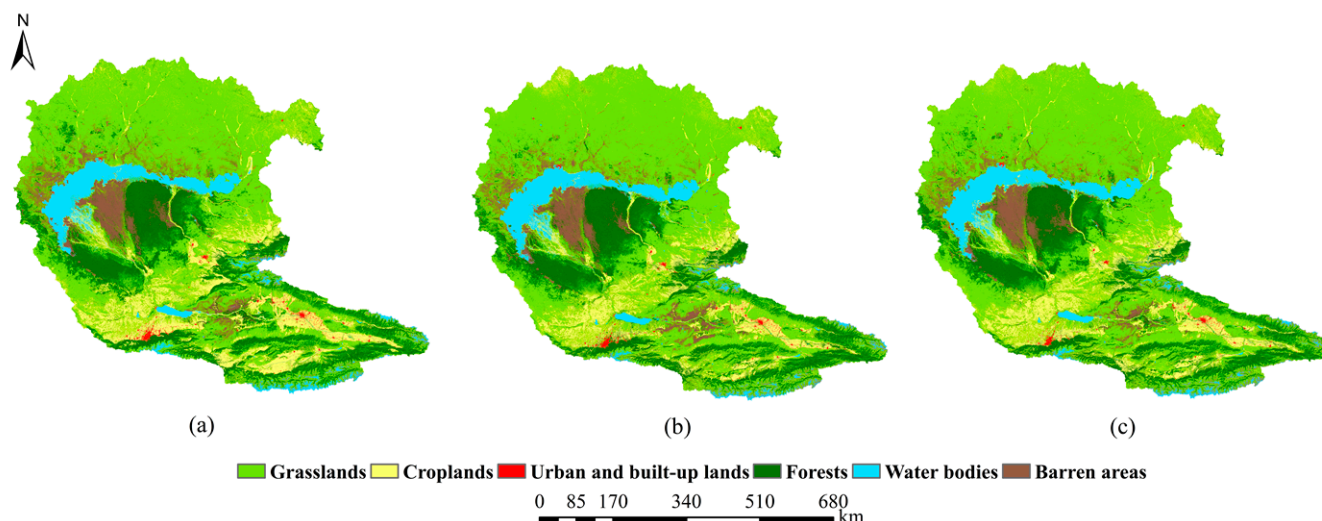 N
(a)
(b)
(c)
Grasslands Croplands Urban and built-up lands Forests Water bodies Barren areas
0 85 170 340 510 680
km